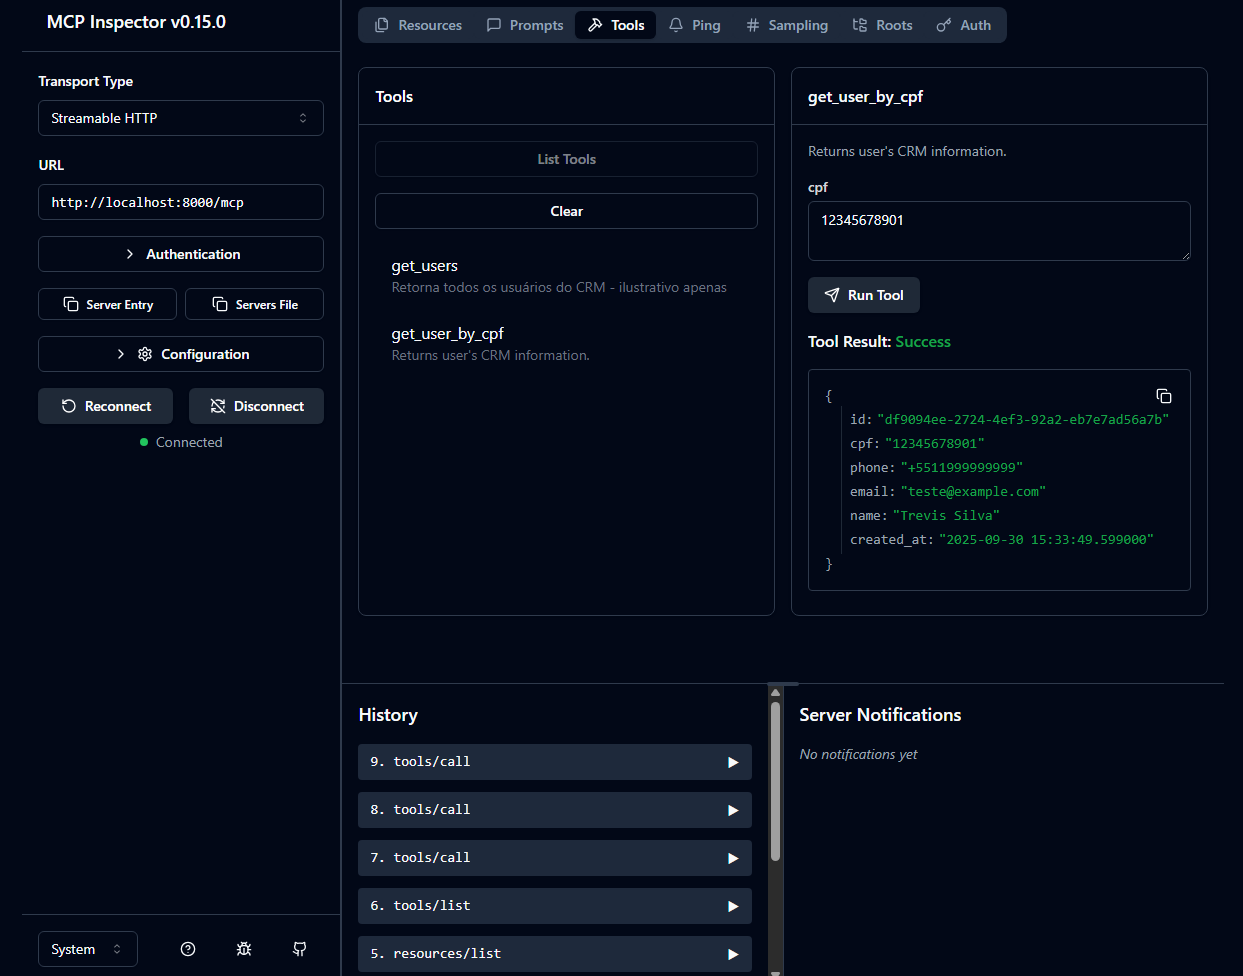 MCP Inspector v0.15.0
Transport Type
Streamable HTTP
URL
http://localhost:8000/mcp
Authentication
Server Entry
Servers File
Configuration
Reconnect
Disconnect
Connected
System
Resources
Prompts
Tools
Ping
Sampling
Roots
Auth
Tools
List Tools
Clear
get_users
Retorna todos os usuários do CRM - ilustrativo apenas
get_user_by_cpf
Returns user's CRM information.
get_user_by_cpf
Returns user's CRM information.
cpf
12345678901
Run Tool
Tool Result: Success
{
id: "df9094ee-2724-4ef3-92a2-eb7e7ad56a7b"
cpf: "12345678901"
phone: "+5511999999999"
email: "teste@example.com"
name: "Trevis Silva"
created_at: "2025-09-30 15:33:49.599000"
}
History
9. tools/call
8. tools/call
7. tools/call
6. tools/list
5. resources/list
Server Notifications
No notifications yet